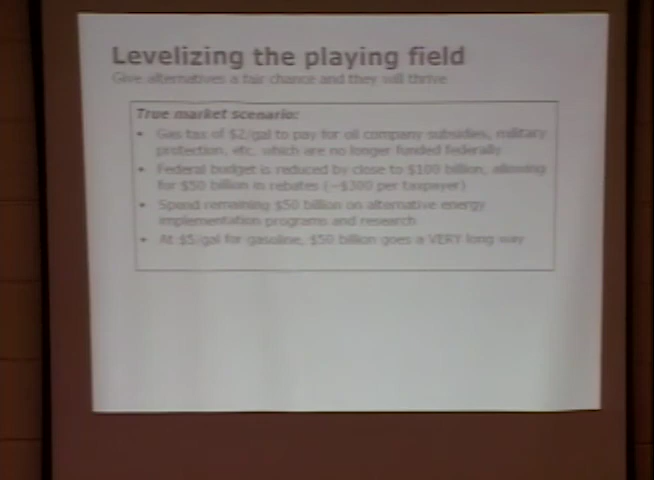 Levelizing the playing field
Give alternatives a fair chance and they will thrive
True market scenario:
• Gas tax of $2/gal to pay for oil company subsidies, military
protection, etc. which are no longer funded federally
• Federal budget is reduced by close to $100 billion, allowing
for $50 billion in rebates (~$300 per taxpayer)
• Spend remaining $50 billion on alternative energy
implementation programs and research
• At $5/gal for gasoline, $50 billion goes a VERY long way